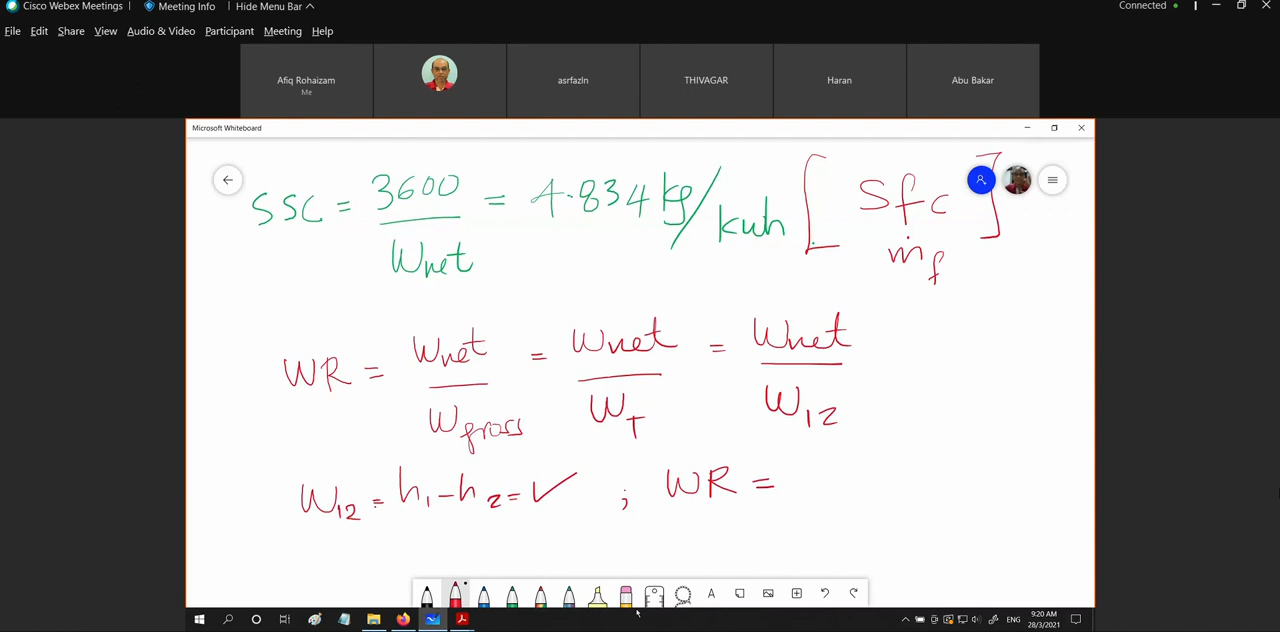 Cisco Webex Meetings | Meeting Info | Hide Menu Bar Connected
File Edit Share View Audio & Video Participant Meeting Help
Afiq Rohaizam asrfazln THIVAGAR Haran Abu Bakar
Me
Microsoft Whiteboard
SSC = 3600 / Wnet = 4.834 kg/kwh [ Sfc ṁf ]
WR = Wnet / Wgross = Wnet / WT = Wnet / W12
W12 = h1 - h2 = ✓ ; WR =
A
ENG 9:20 AM
28/3/2021